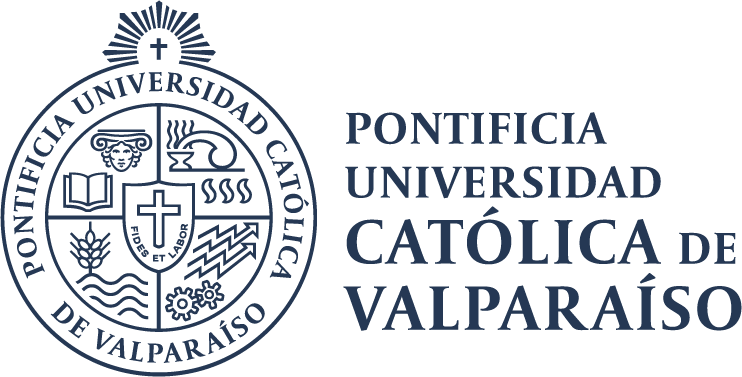 PONTIFICIA UNIVERSIDAD CATÓLICA
DE VALPARAÍSO
FIDES ET LABOR
PONTIFICIA
UNIVERSIDAD
CATÓLICA DE
VALPARAÍSO